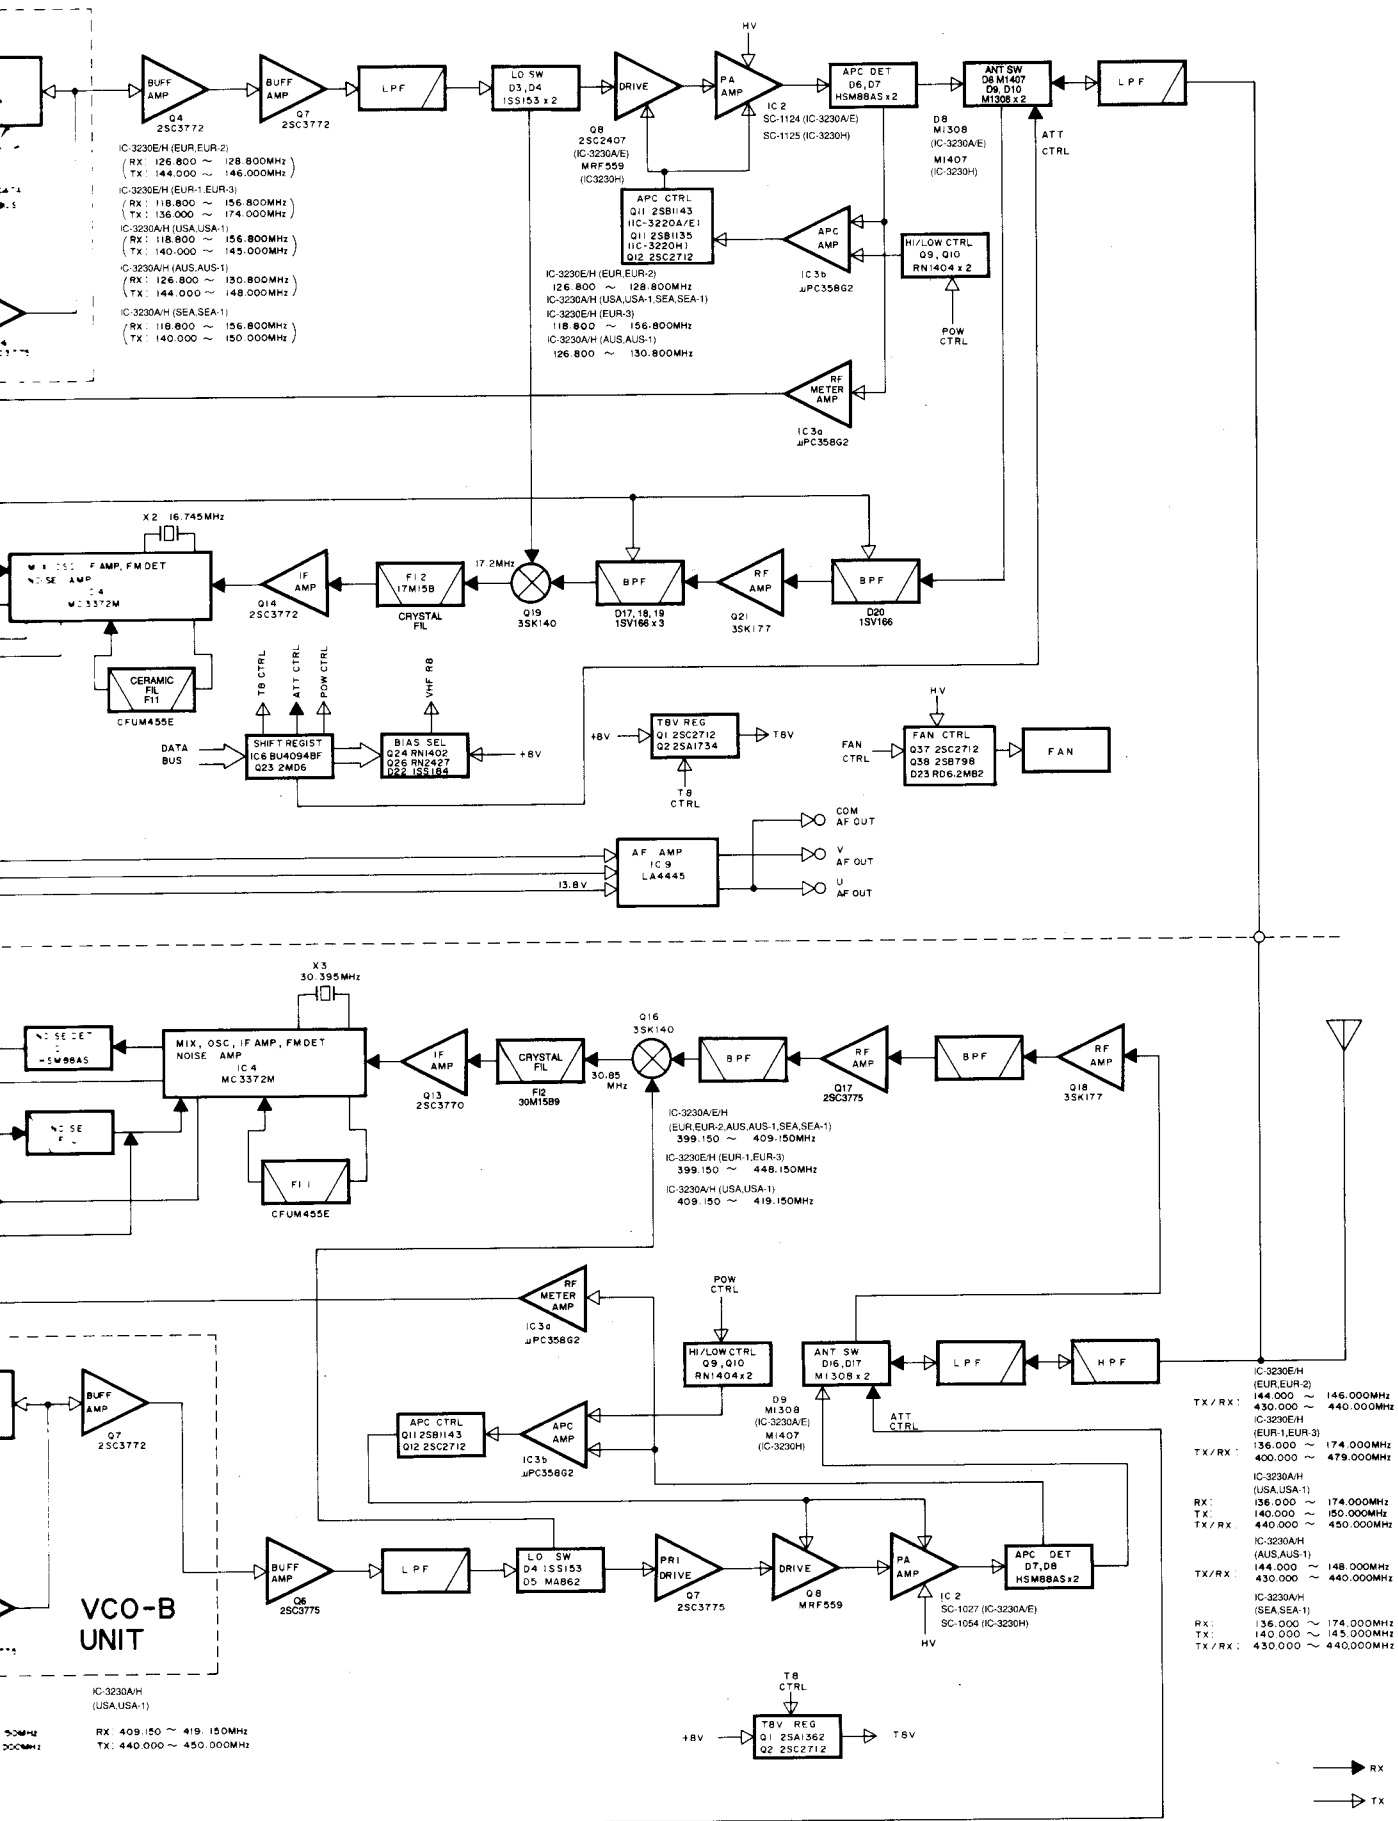 HV
BUFF
AMP
Q4
2SC3772
BUFF
AMP
Q7
2SC3772
LPF
LO SW
D3, D4
1SS153 x 2
DRIVE
Q8
2SC2407
(IC-3230A/E)
MRF559
(IC3230H)
PA
AMP
IC 2
SC-1124 (IC-3230A/E)
SC-1125 (IC-3230H)
APC DET
D6, D7
HSM88AS x 2
ANT SW
D8 M1407
D9, D10
M1308 x 2
D8
M1308
(IC-3230A/E)
M1407
(IC-3230H)
LPF
ATT
CTRL
IC-3230E/H (EUR,EUR-2)
RX: 126.800 ~ 128.800MHz
TX: 144.000 ~ 146.000MHz
IC-3230E/H (EUR-1,EUR-3)
RX: 118.800 ~ 156.800MHz
TX: 136.000 ~ 174.000MHz
IC-3230A/H (USA,USA-1)
RX: 118.800 ~ 156.800MHz
TX: 140.000 ~ 145.000MHz
IC-3230A/H (AUS,AUS-1)
RX: 126.800 ~ 130.800MHz
TX: 144.000 ~ 148.000MHz
IC-3230A/H (SEA,SEA-1)
RX: 118.800 ~ 156.800MHz
TX: 140.000 ~ 150.000MHz
APC CTRL
Q11 2SB1143
(IC-3220A/E)
Q11 2SB1135
(IC-3220H)
Q12 2SC2712
APC
AMP
IC3b
µPC358G2
HI/LOW CTRL
Q9, Q10
RN1404 x 2
POW
CTRL
IC-3230E/H (EUR,EUR-2)
126.800 ~ 128.800MHz
IC-3230A/H (USA,USA-1,SEA,SEA-1)
IC-3230E/H (EUR-3)
118.800 ~ 156.800MHz
IC-3230A/H (AUS,AUS-1)
126.800 ~ 130.800MHz
RF
METER
AMP
IC3a
µPC358G2
X2 16.745MHz
MIX, OSC, IF AMP, FM DET
NOISE AMP
IC4
MC3372M
IF
AMP
Q14
2SC3772
FI2
17M15B
CRYSTAL
FIL
17.2MHz
Q19
3SK140
BPF
D17, 18, 19
1SV166 x 3
RF
AMP
Q21
3SK177
BPF
D20
1SV166
CERAMIC
FIL
FI1
CFUM455E
T8 CTRL
ATT CTRL
POW CTRL
VHF R8
DATA
BUS
SHIFT REGIST
IC6 BU4094BF
Q23 2MD6
BIAS SEL
Q24 RN1402
Q26 RN2427
D22 1SS184
+8V
+8V
T8V REG
Q1 2SC2712
Q2 2SA1734
T8V
T8
CTRL
HV
FAN
CTRL
FAN CTRL
Q37 2SC2712
Q38 2SB798
D23 RD6.2MB2
FAN
13.8V
AF AMP
IC9
LA4445
COM
AF OUT
V
AF OUT
U
AF OUT
X3
30.395MHz
NOISE DET
HSM88AS
MIX, OSC, IF AMP, FM DET
NOISE AMP
IC4
MC3372M
IF
AMP
Q13
2SC3770
CRYSTAL
FIL
FI2
30M15B9
30.85
MHz
Q16
3SK140
BPF
RF
AMP
Q17
2SC3775
BPF
RF
AMP
Q18
3SK177
NOISE
FI1
CFUM455E
IC-3230A/E/H
(EUR,EUR-2,AUS,AUS-1,SEA,SEA-1)
399.150 ~ 409.150MHz
IC-3230E/H (EUR-1,EUR-3)
399.150 ~ 448.150MHz
IC-3230A/H (USA,USA-1)
409.150 ~ 419.150MHz
RF
METER
AMP
IC3a
µPC358G2
POW
CTRL
HI/LOW CTRL
Q9, Q10
RN1404 x 2
ANT SW
D16, D17
M1308 x 2
LPF
HPF
D9
M1308
(IC-3230A/E)
M1407
(IC-3230H)
ATT
CTRL
BUFF
AMP
Q7
2SC3772
APC CTRL
Q11 2SB1143
Q12 2SC2712
APC
AMP
IC3b
µPC358G2
IC-3230E/H
(EUR,EUR-2)
TX/RX: 144.000 ~ 146.000MHz
430.000 ~ 440.000MHz
IC-3230E/H
(EUR-1,EUR-3)
TX/RX: 136.000 ~ 174.000MHz
400.000 ~ 479.000MHz
IC-3230A/H
(USA,USA-1)
RX: 136.000 ~ 174.000MHz
TX: 140.000 ~ 150.000MHz
TX/RX: 440.000 ~ 450.000MHz
IC-3230A/H
(AUS,AUS-1)
TX/RX: 144.000 ~ 148.000MHz
430.000 ~ 440.000MHz
IC-3230A/H
(SEA,SEA-1)
RX: 136.000 ~ 174.000MHz
TX: 140.000 ~ 145.000MHz
TX/RX: 430.000 ~ 440.000MHz
BUFF
AMP
Q6
2SC3775
LPF
LO SW
D4 1SS153
D5 MA862
PRI
DRIVE
Q7
2SC3775
DRIVE
Q8
MRF559
PA
AMP
IC 2
SC-1027 (IC-3230A/E)
SC-1054 (IC-3230H)
HV
APC DET
D7, D8
HSM88AS x 2
VCO-B
UNIT
IC-3230A/H
(USA,USA-1)
RX: 409.150 ~ 419.150MHz
TX: 440.000 ~ 450.000MHz
T8
CTRL
+8V
T8V REG
Q1 2SA1362
Q2 2SC2712
T8V
RX
TX